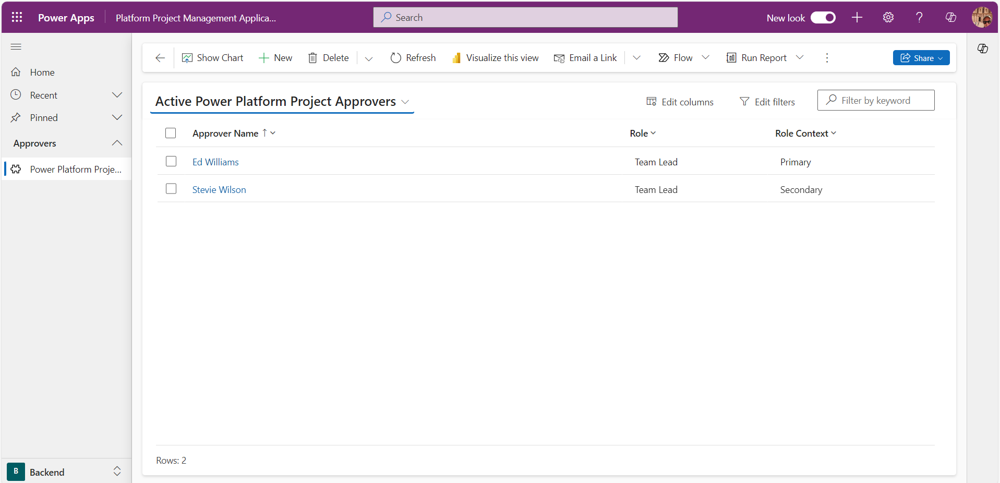 Power Apps
Platform Project Management Applica...
Search
New look
Home
Recent
Pinned
Approvers
Power Platform Proje...
B
Backend
Show Chart
New
Delete
Refresh
Visualize this view
Email a Link
Flow
Run Report
Share
Active Power Platform Project Approvers
Edit columns
Edit filters
Filter by keyword
Approver Name Role Role Context
Ed Williams Team Lead Primary
Stevie Wilson Team Lead Secondary
Rows: 2